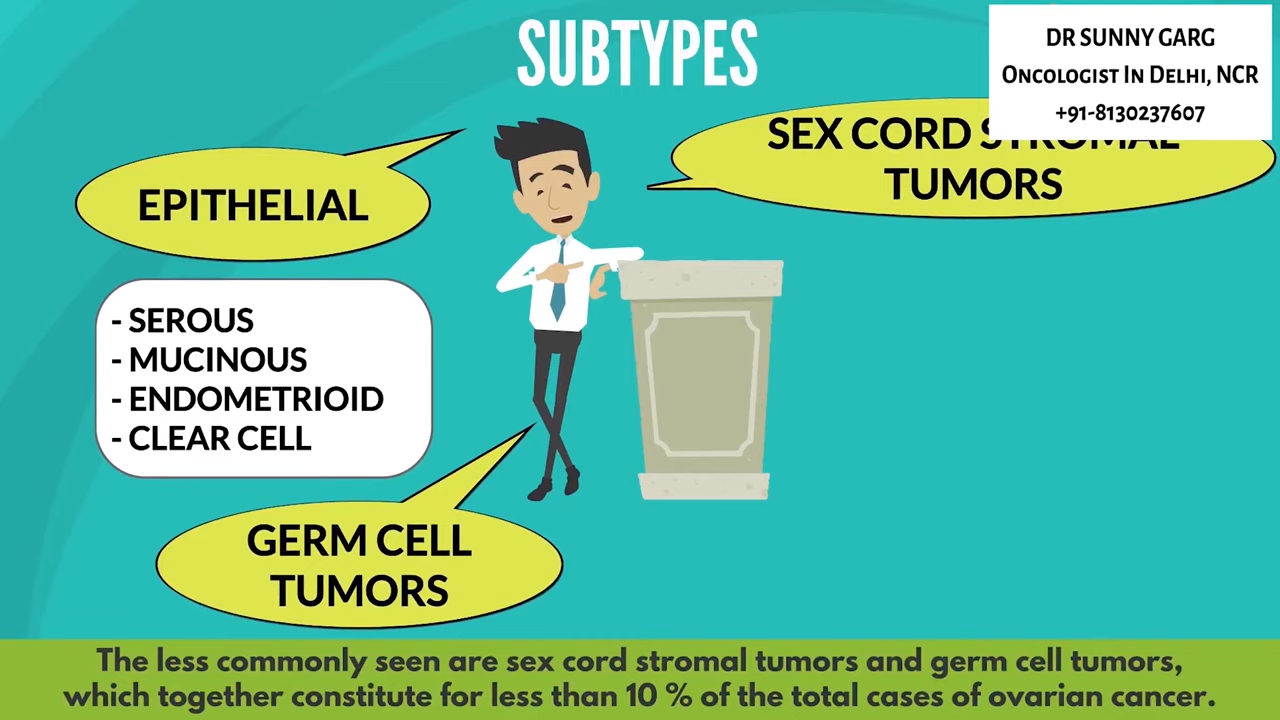 SUBTYPES
DR SUNNY GARG
Oncologist In Delhi, NCR
+91-8130237607
EPITHELIAL
SEX CORD STROMAL
TUMORS
- SEROUS
- MUCINOUS
- ENDOMETRIOID
- CLEAR CELL
GERM CELL
TUMORS
The less commonly seen are sex cord stromal tumors and germ cell tumors,
which together constitute for less than 10 % of the total cases of ovarian cancer.